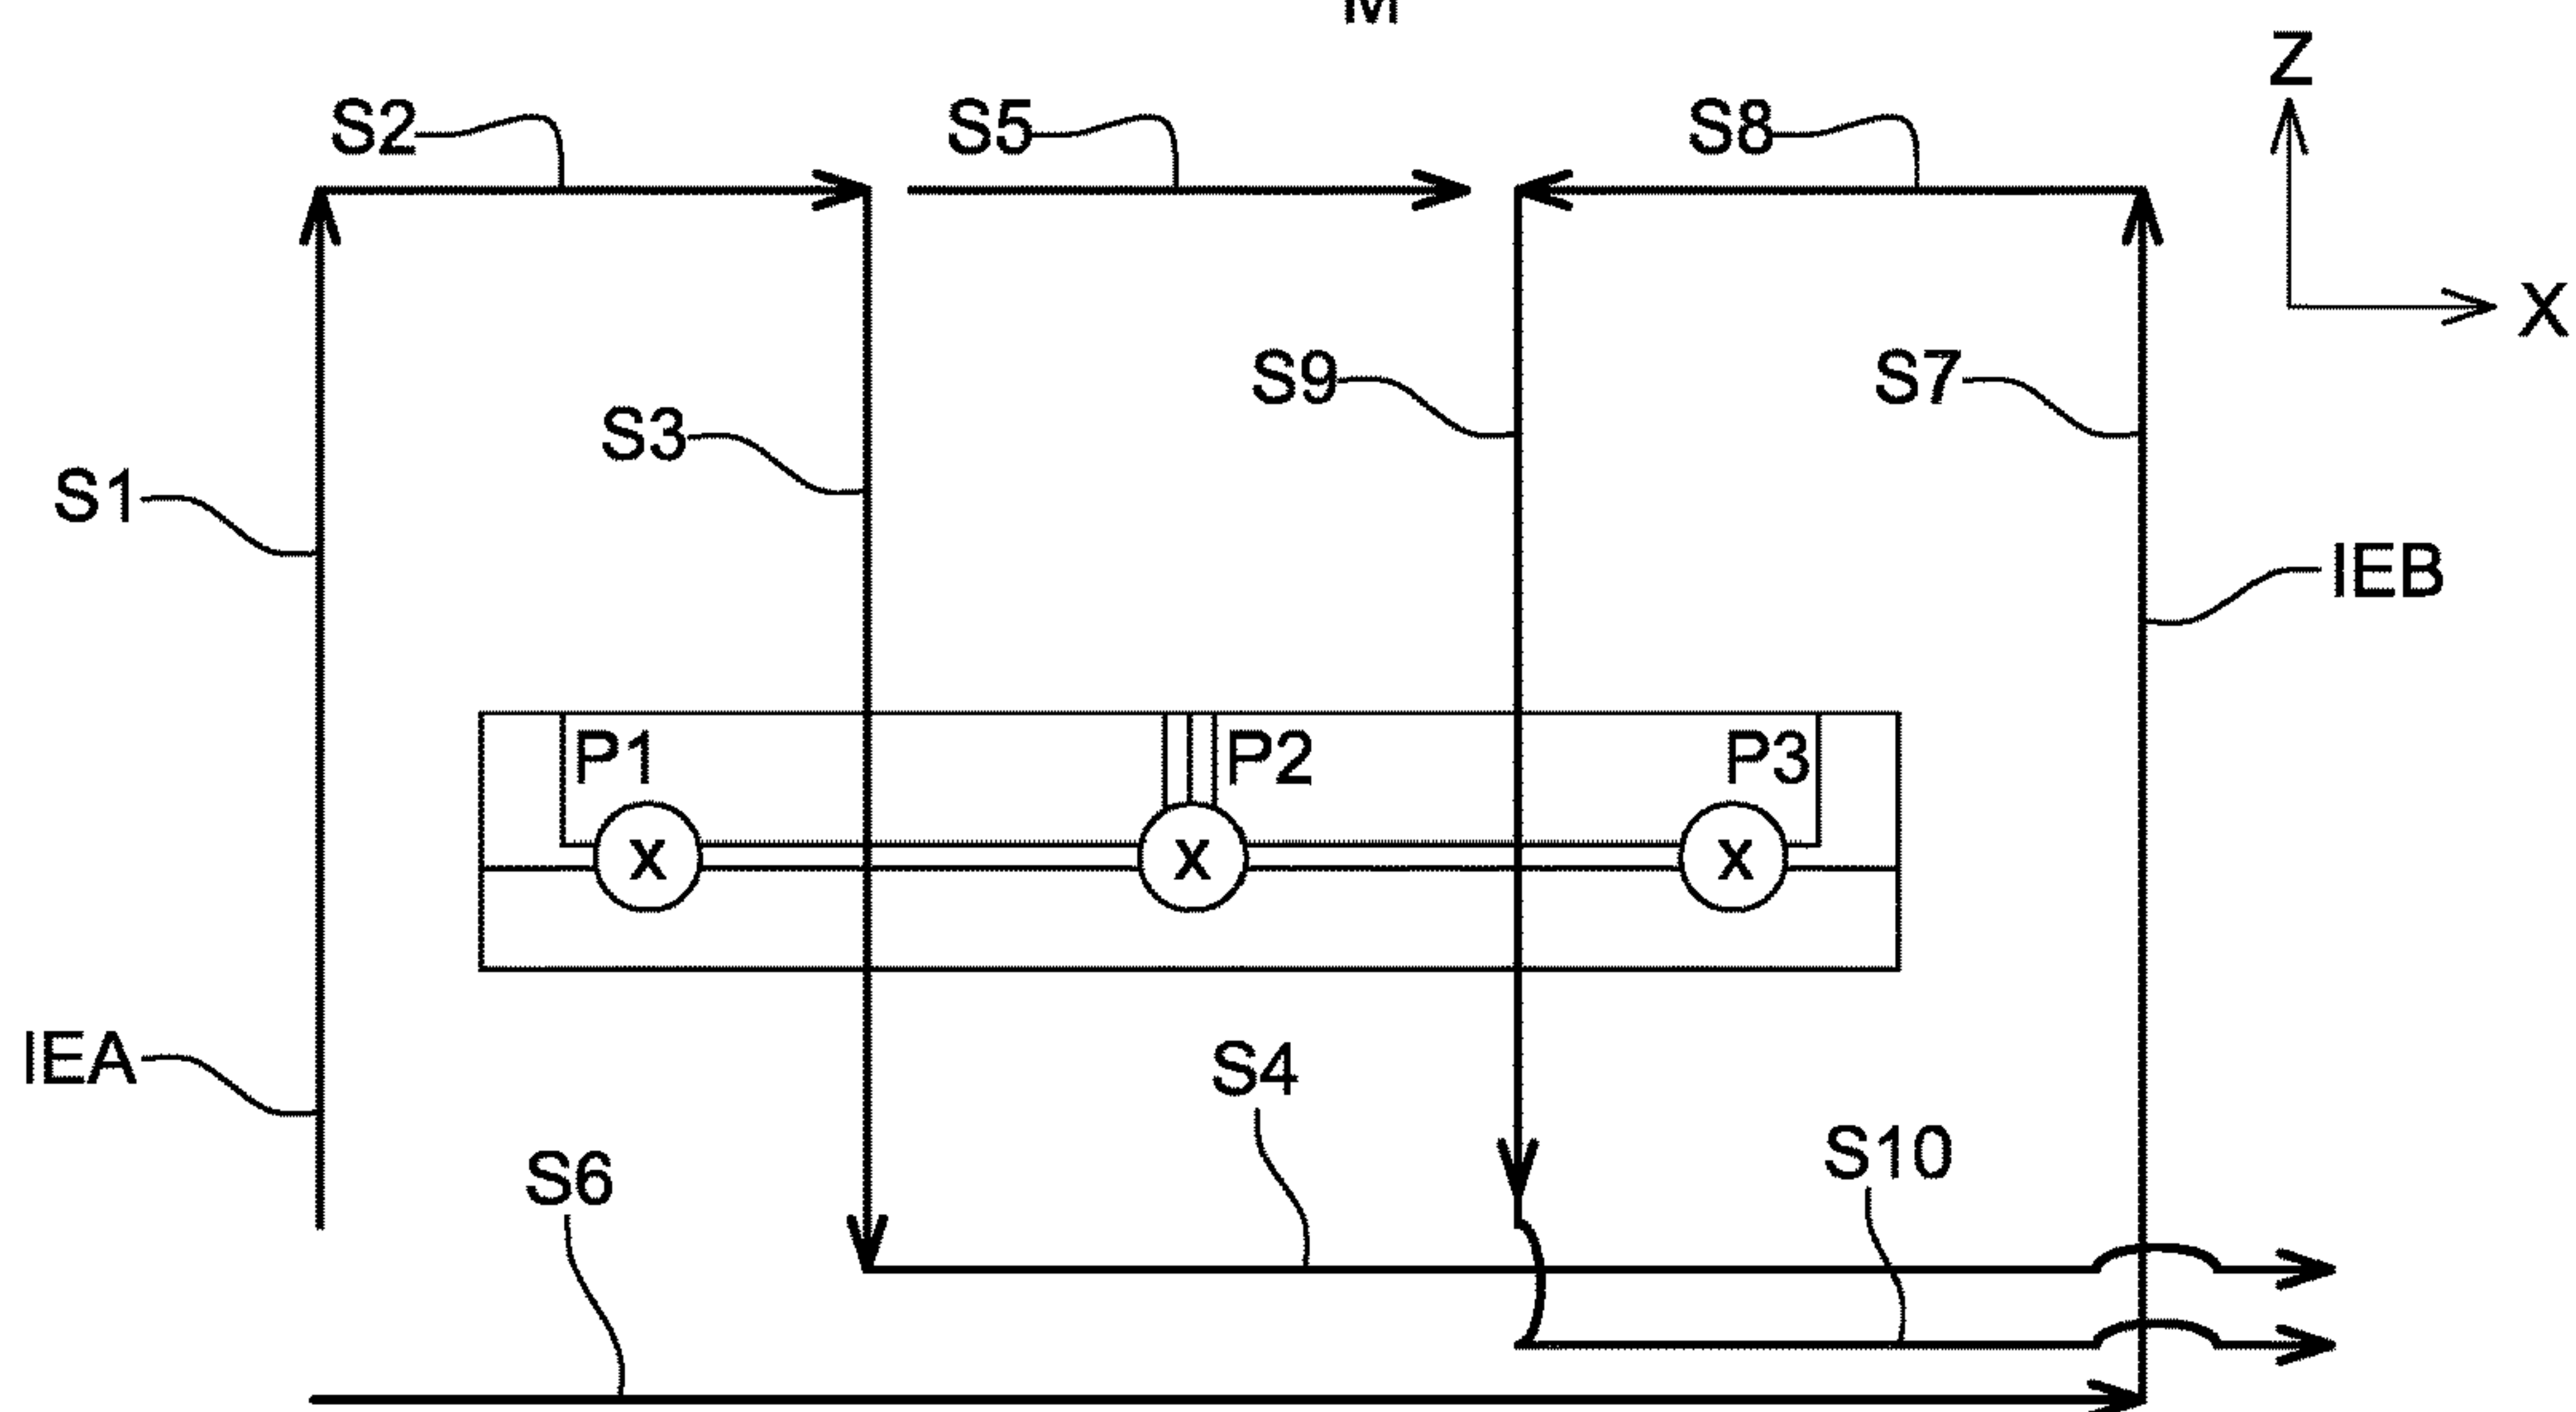 M
Z
S2 S5 S8
X
S9 S7
S3
S1
IEB
P1 P2 P3
x x x
IEA
S4
S10
S6